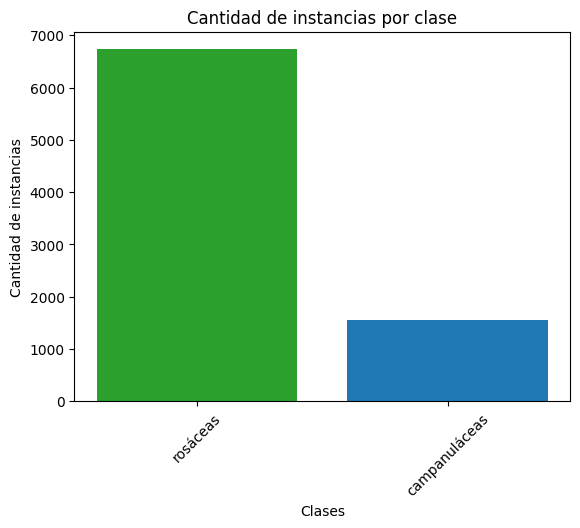 Cantidad de instancias por clase
Cantidad de instancias
7000
6000
5000
4000
3000
2000
1000
0
rosáceas
campanuláceas
Clases